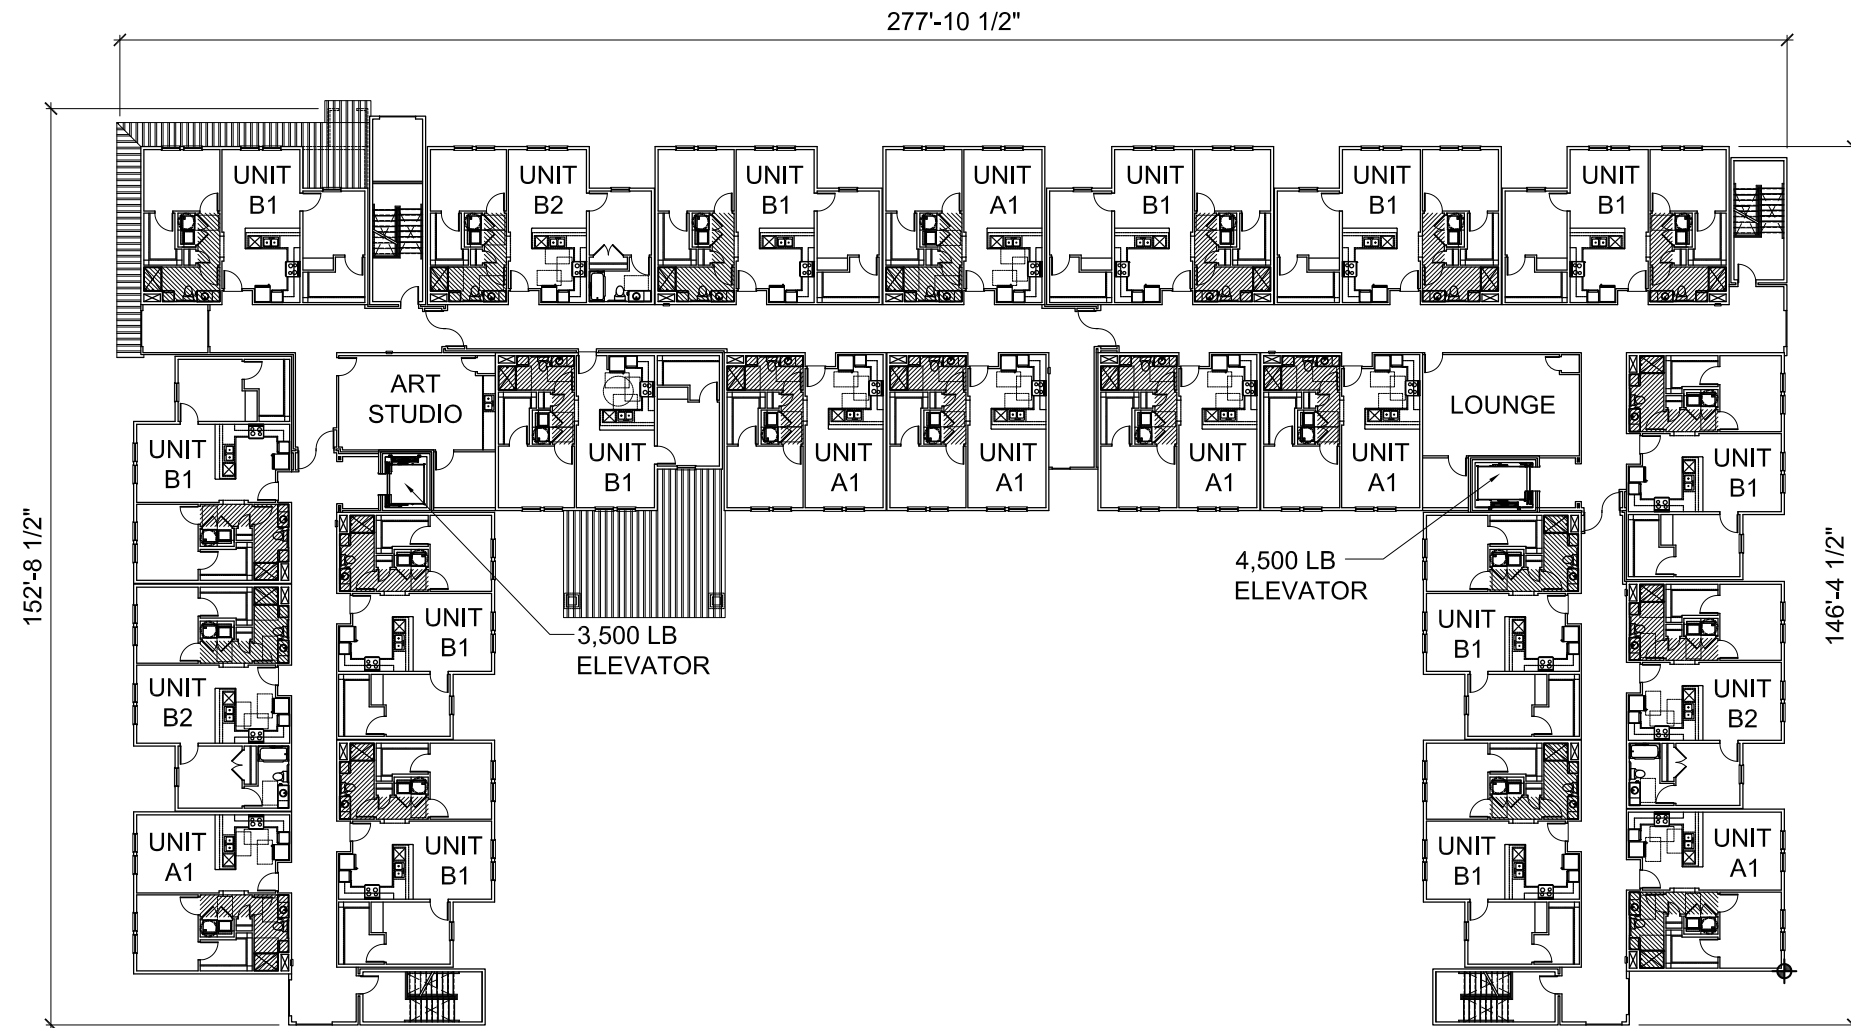 277'-10 1/2"
UNIT
B1
UNIT
B2
UNIT
B1
UNIT
A1
UNIT
B1
UNIT
B1
UNIT
B1
ART
STUDIO
UNIT
B1
UNIT
A1
UNIT
A1
UNIT
A1
UNIT
A1
LOUNGE
UNIT
B1
UNIT
B1
152'-8 1/2"
146'-4 1/2"
3,500 LB
ELEVATOR
4,500 LB
ELEVATOR
UNIT
B1
UNIT
B1
UNIT
B2
UNIT
B2
UNIT
A1
UNIT
B1
UNIT
B1
UNIT
A1